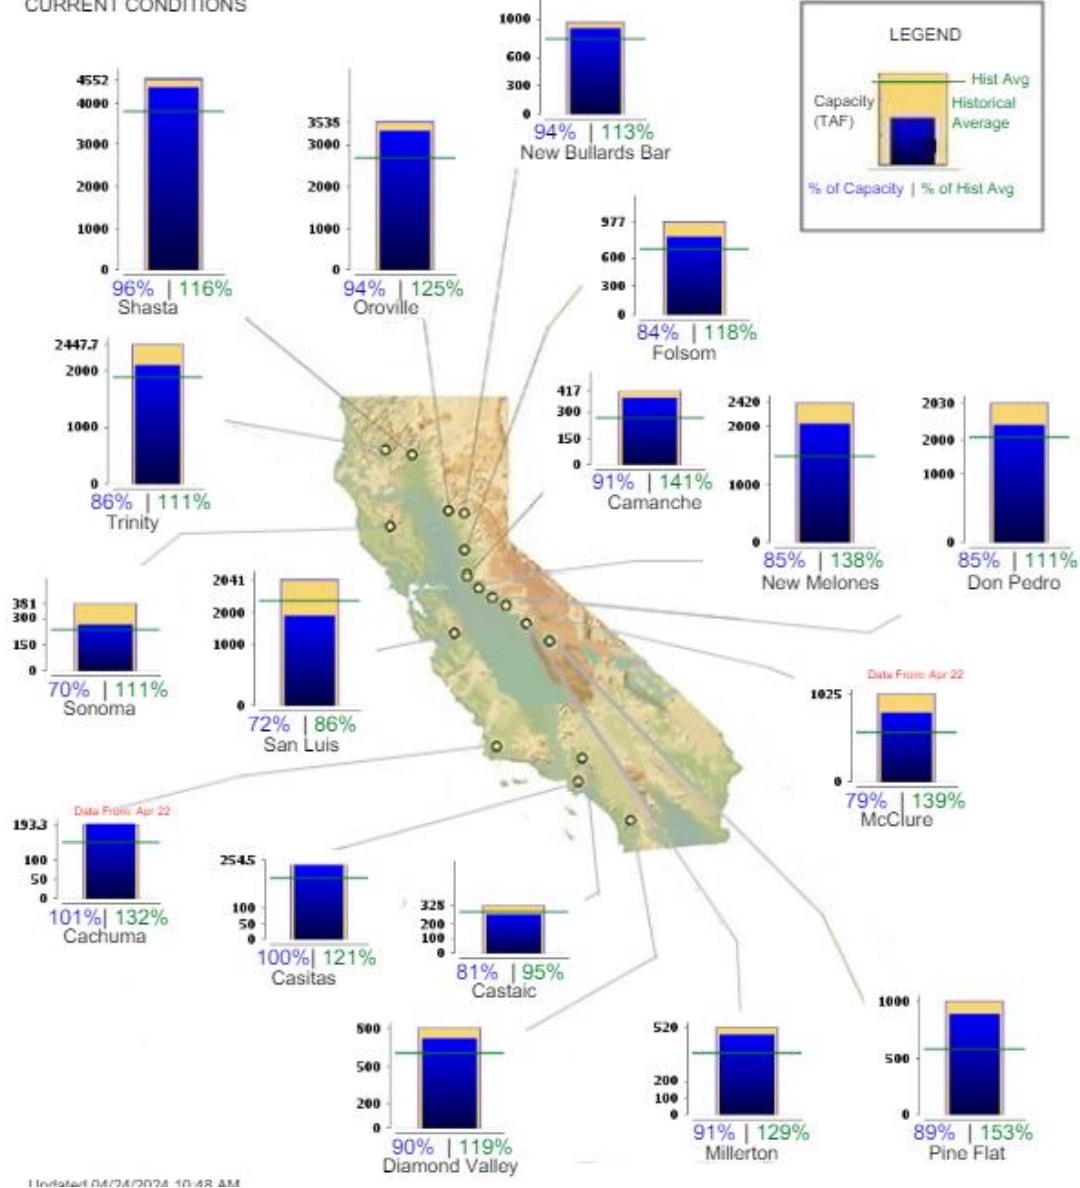 CURRENT CONDITIONS
1000
600
300
0
94% | 113%
New Bullards Bar
LEGEND
Hist Avg
Capacity
(TAF)
Historical
Average
% of Capacity | % of Hist Avg
4552
4000
3000
2000
1000
0
96% | 116%
Shasta
3538
3000
2000
1000
0
94% | 125%
Oroville
977
600
300
0
84% | 118%
Folsom
2447.7
2000
1000
0
86% | 111%
Trinity
417
300
150
0
91% | 141%
Camanche
2420
2000
1000
0
85% | 138%
New Melones
2030
2000
1000
0
85% | 111%
Don Pedro
381
300
150
0
70% | 111%
Sonoma
2041
2000
1000
0
72% | 86%
San Luis
Data From: Apr 22
1025
0
79% | 139%
McClure
Data From: Apr 22
193.3
100
50
0
101% | 132%
Cachuma
254.5
100
50
0
100% | 121%
Casitas
328
200
100
0
81% | 95%
Castaic
800
500
200
0
90% | 119%
Diamond Valley
520
200
100
0
91% | 129%
Millerton
1000
500
0
89% | 153%
Pine Flat
Updated 04/24/2024 10:48 AM